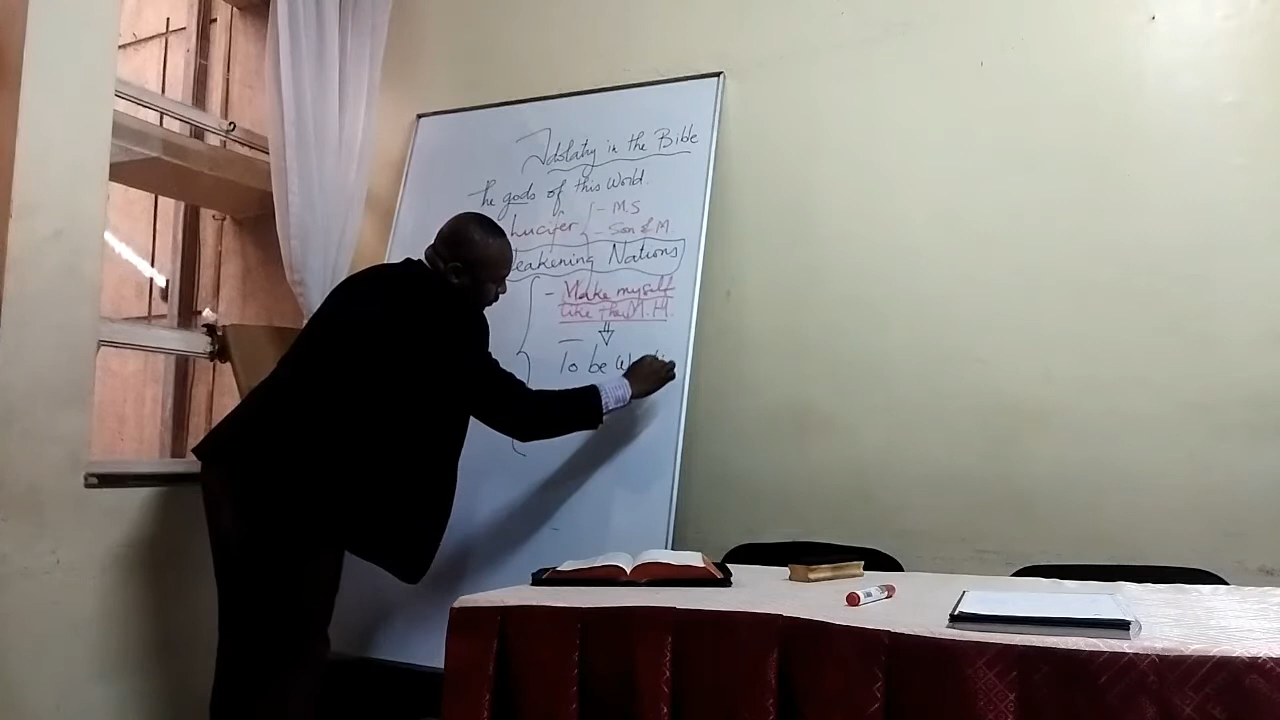 Idolatry in the Bible
The gods of this World.
Lucifer { - M.S
- Son of M.
eakening Nations
- Make myself
like the M.H.
To be